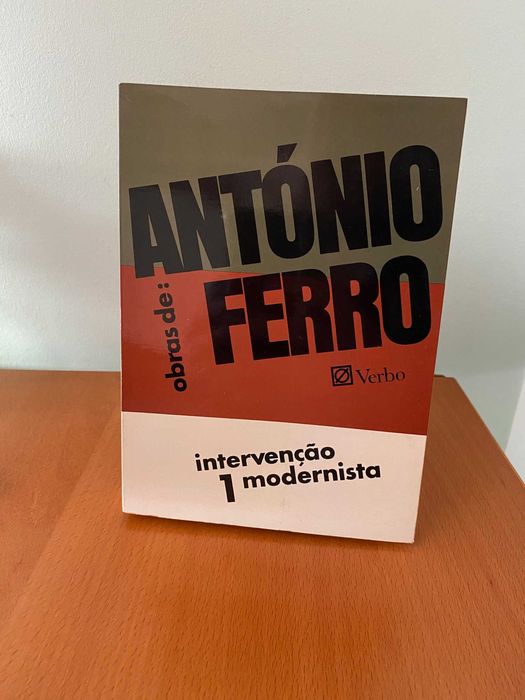 obras de:
ANTÓNIO
FERRO
Verbo
intervenção
1 modernista